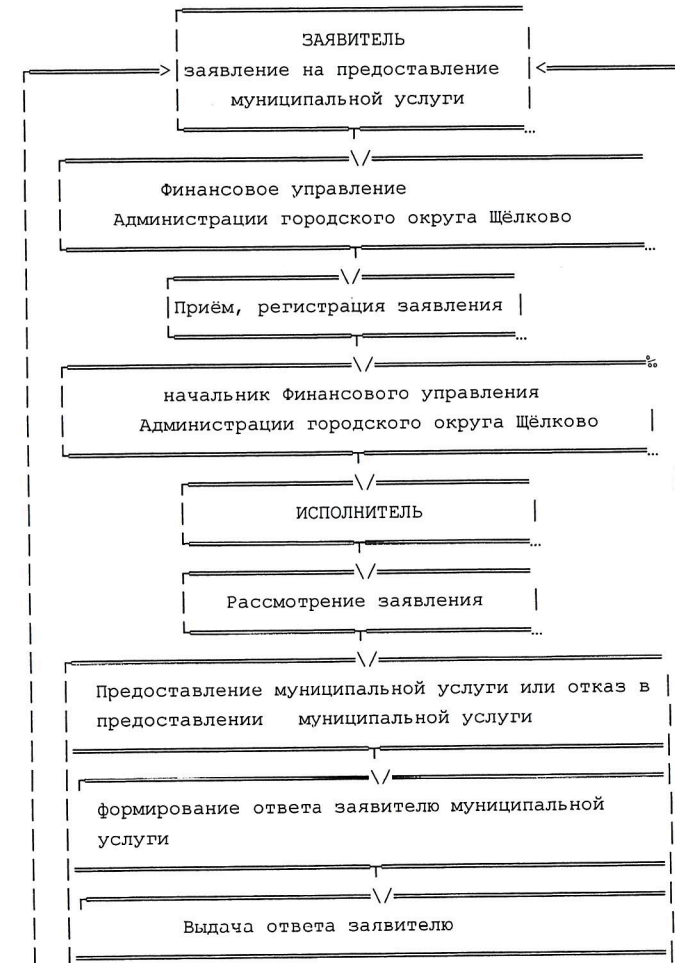 ЗАЯВИТЕЛЬ
заявление на предоставление
муниципальной услуги
Финансовое управление
Администрации городского округа Щёлково
Приём, регистрация заявления
начальник Финансового управления
Администрации городского округа Щёлково
ИСПОЛНИТЕЛЬ
Рассмотрение заявления
Предоставление муниципальной услуги или отказ в
предоставлении муниципальной услуги
формирование ответа заявителю муниципальной
услуги
Выдача ответа заявителю